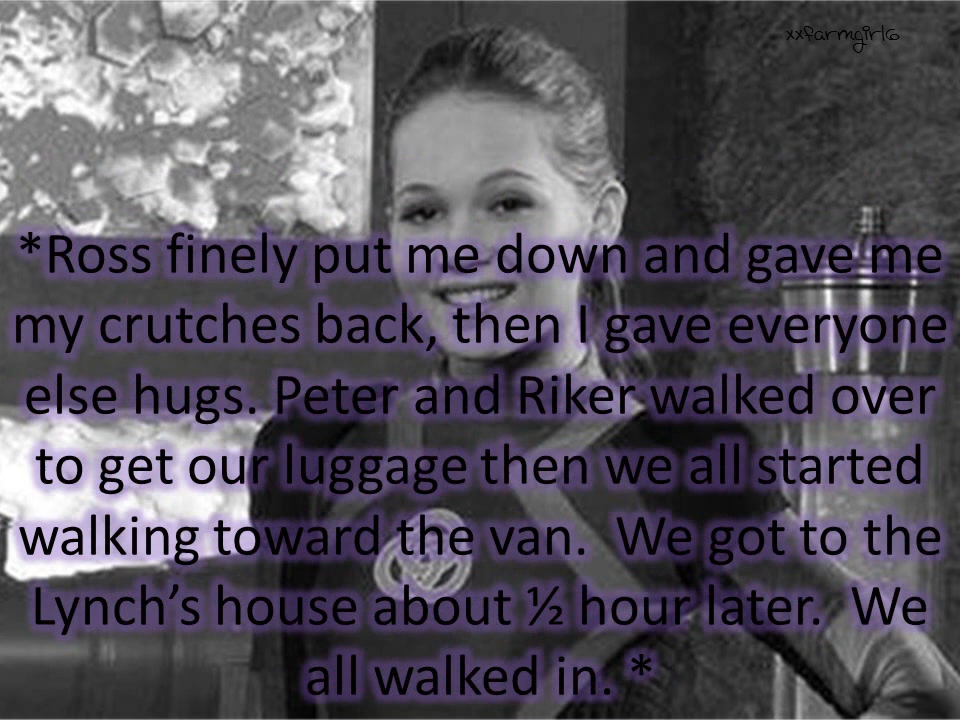 xxfarmgirl6
*Ross finely put me down and gave me
my crutches back, then I gave everyone
else hugs. Peter and Riker walked over
to get our luggage then we all started
walking toward the van.  We got to the
Lynch’s house about ½ hour later.  We
all walked in. *